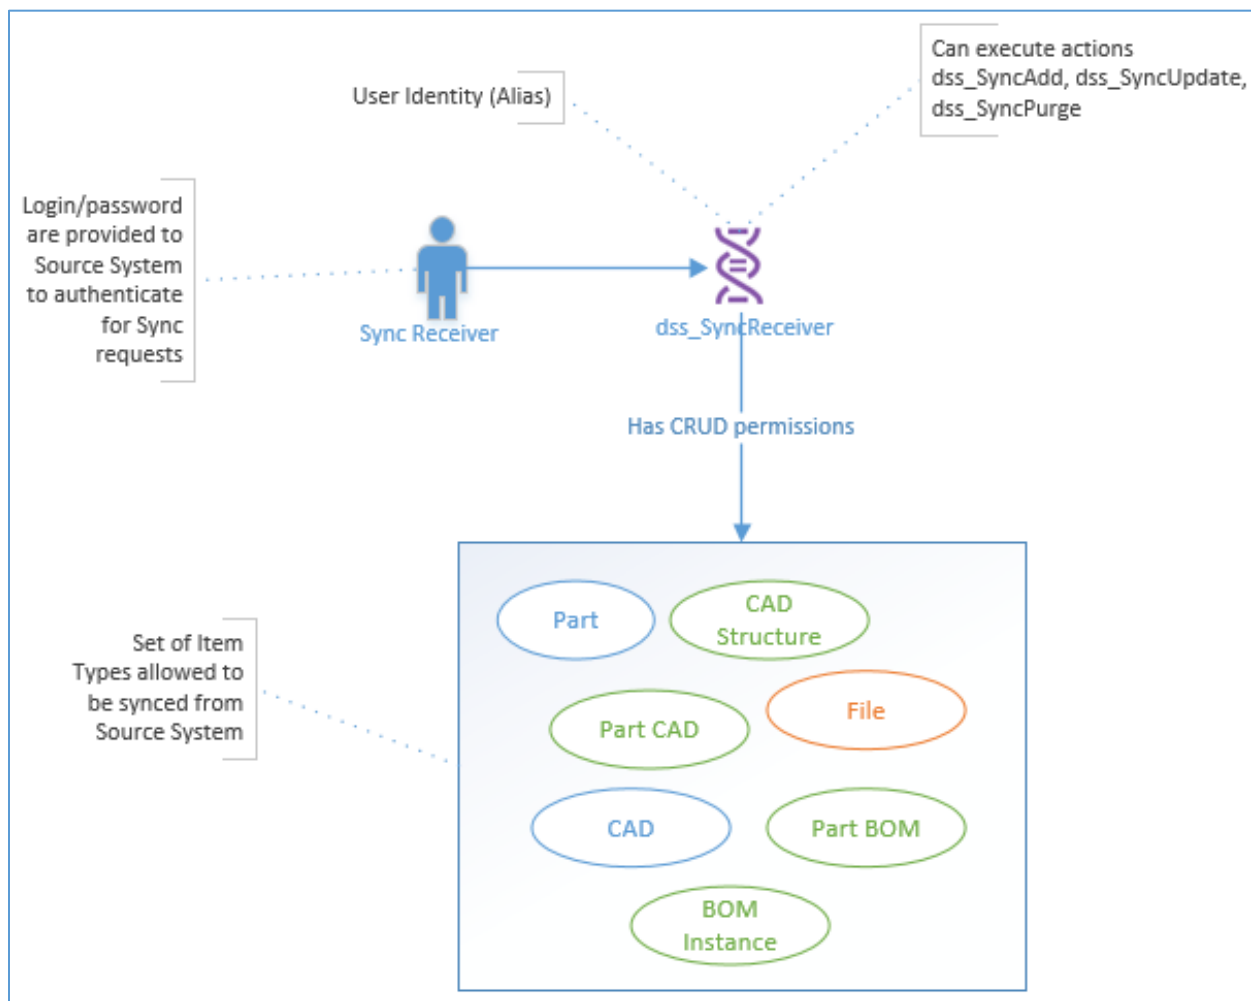 Can execute actions
dss_SyncAdd, dss_SyncUpdate,
dss_SyncPurge
User Identity (Alias)
Login/password
are provided to
Source System
to authenticate
for Sync
requests
Sync Receiver
dss_SyncReceiver
Has CRUD permissions
Set of Item
Types allowed to
be synced from
Source System
Part
CAD
Structure
Part CAD
File
CAD
Part BOM
BOM
Instance